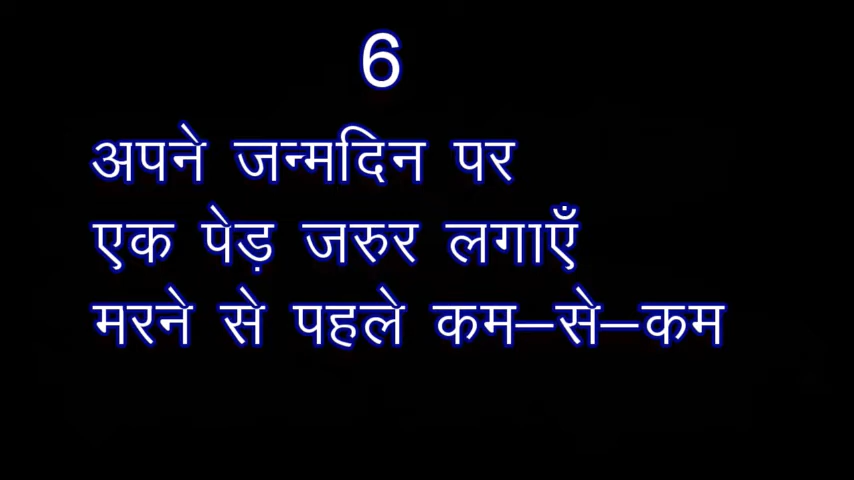 6
अपने जन्मदिन पर
एक पेड़ जरुर लगाएँ
मरने से पहले कम–से–कम